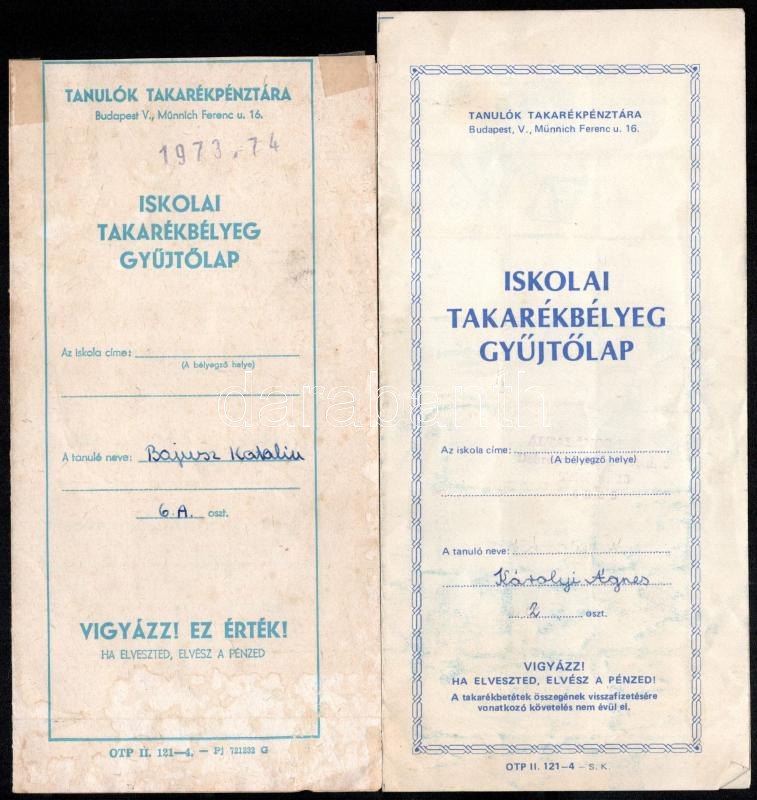 TANULÓK TAKARÉKPÉNZTÁRA
Budapest V., Münnich Ferenc u. 16.
1973.74
ISKOLAI
TAKARÉKBÉLYEG
GYŰJTŐLAP
Az iskola címe:
(A bélyegző helye)
A tanuló neve: Bajusz Katalin
6.A. oszt.
VIGYÁZZ! EZ ÉRTÉK!
HA ELVESZTED, ELVÉSZ A PÉNZED
OTP II. 121—4. — Pj 721232 G
TANULÓK TAKARÉKPÉNZTÁRA
Budapest, V., Münnich Ferenc u. 16.
ISKOLAI
TAKARÉKBÉLYEG
GYŰJTŐLAP
Az iskola címe:
(A bélyegző helye)
A tanuló neve:
Károlyi Ágnes
2 oszt.
VIGYÁZZ!
HA ELVESZTED, ELVÉSZ A PÉNZED!
A takarékbetétek összegének visszafizetésére
vonatkozó követelés nem évül el.
OTP II. 121—4 — S. K.
darabanth